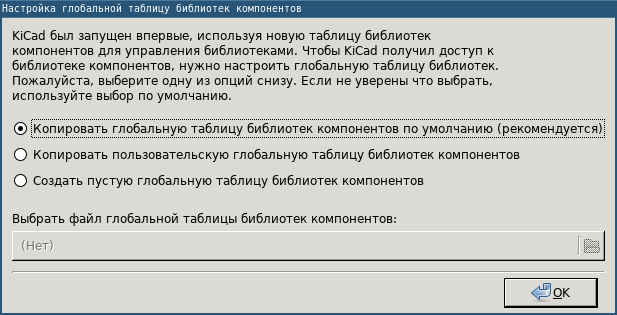 Настройка глобальной таблицу библиотек компонентов
KiCad был запущен впервые, используя новую таблицу библиотек
компонентов для управления библиотеками. Чтобы KiCad получил доступ к
библиотеке компонентов, нужно настроить глобальную таблицу библиотек.
Пожалуйста, выберите одну из опций снизу. Если не уверены что выбрать,
используйте выбор по умолчанию.
Копировать глобальную таблицу библиотек компонентов по умолчанию (рекомендуется)
Копировать пользовательскую глобальную таблицу библиотек компонентов
Создать пустую глобальную таблицу библиотек компонентов
Выбрать файл глобальной таблицы библиотек компонентов:
(Нет)
OK